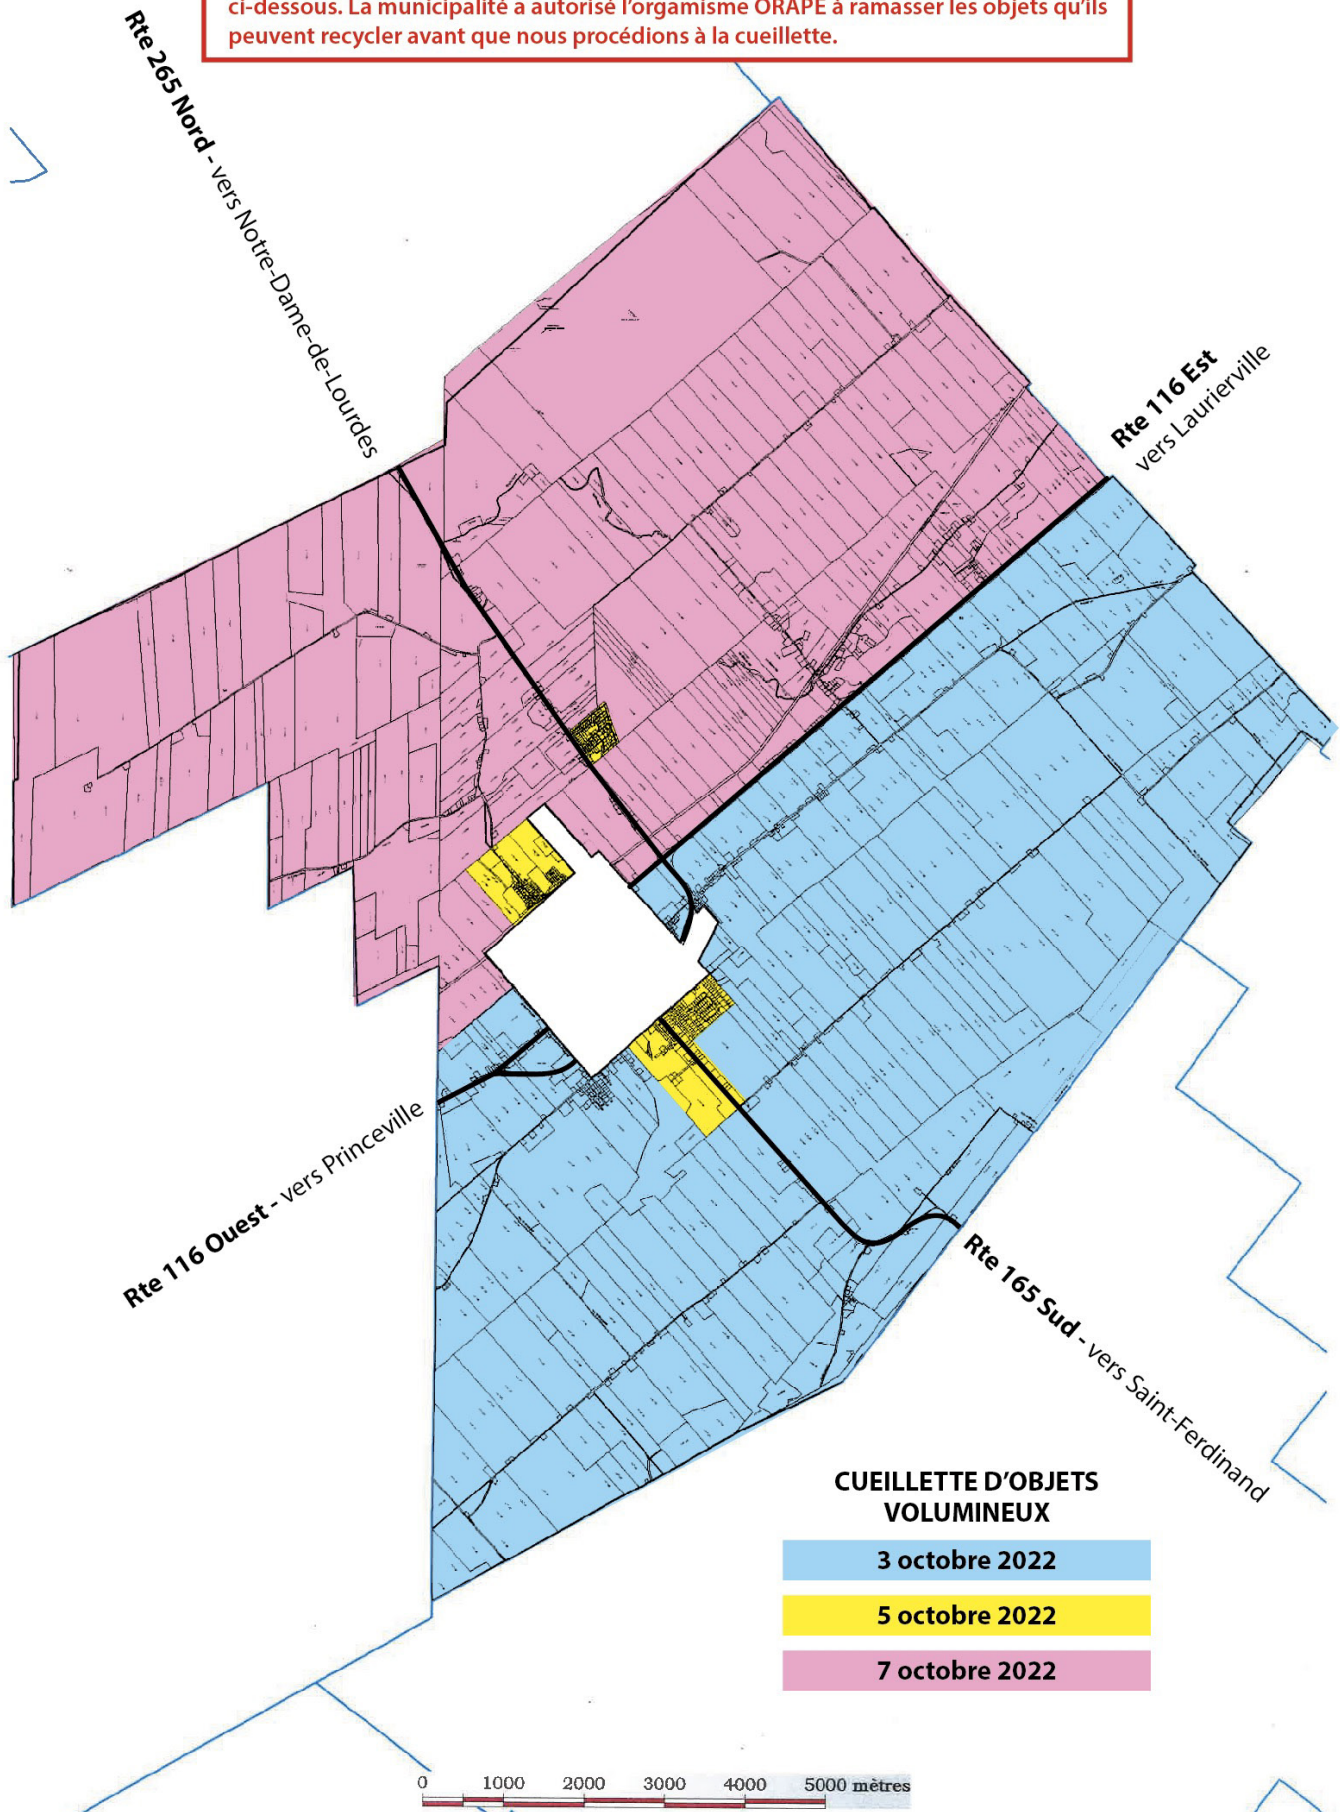 ci-dessous. La municipalité a autorisé l'orgamisme ORAPE à ramasser les objets qu'ils
peuvent recycler avant que nous procédions à la cueillette.
Rte 265 Nord - vers Notre-Dame-de-Lourdes
Rte 116 Est
vers Laurierville
Rte 116 Ouest - vers Princeville
Rte 165 Sud - vers Saint-Ferdinand
CUEILLETTE D'OBJETS
VOLUMINEUX
3 octobre 2022
5 octobre 2022
7 octobre 2022
0 1000 2000 3000 4000 5000 mètres